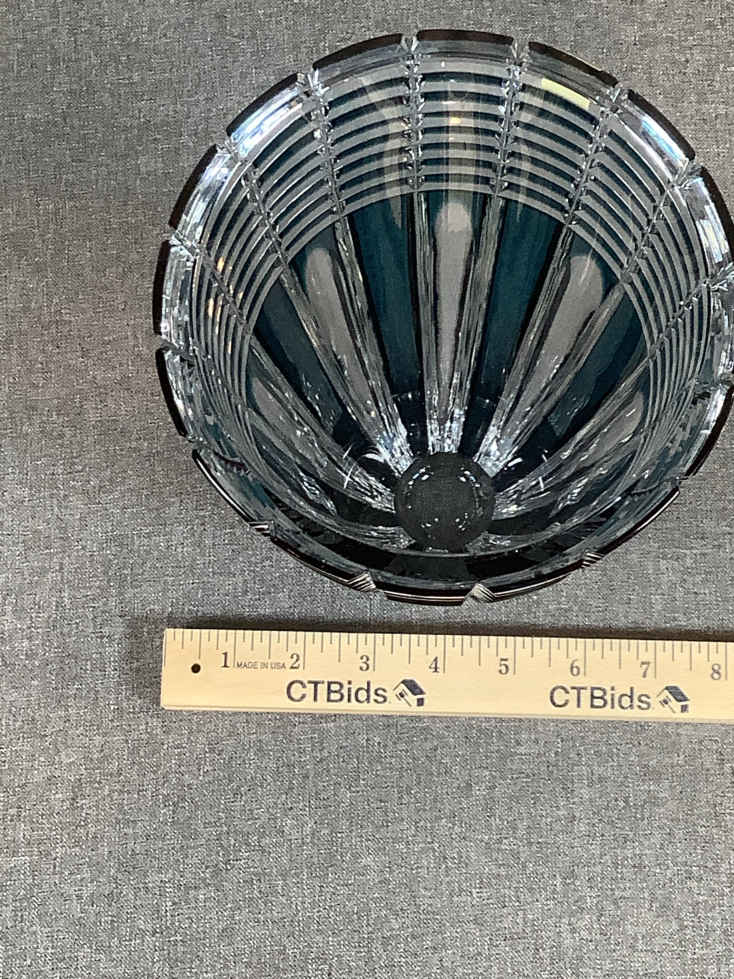 1 MADE IN USA 2 3 4 5 6 7 8
CTBids CTBids